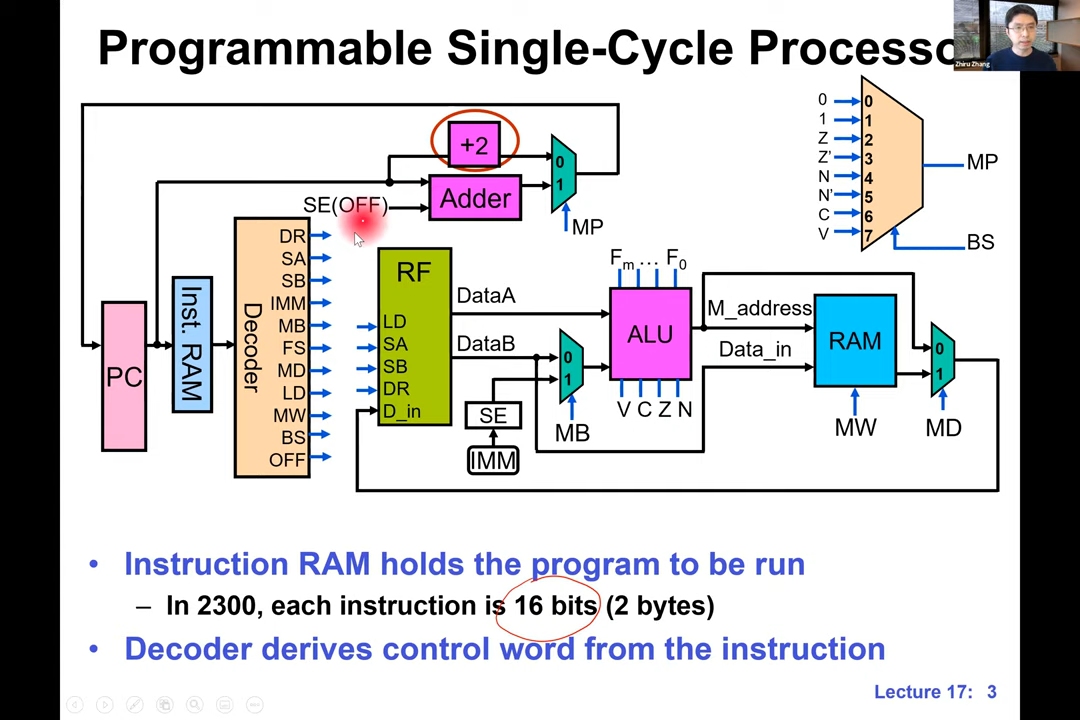 Programmable Single-Cycle Processo
Zhiru Zhang
+2
0
1
Adder
SE(OFF)
MP
0 0
1 1
Z 2
Z' 3
N 4
N' 5
C 6
V 7
MP
BS
PC
Inst. RAM
Decoder
DR
SA
SB
IMM
MB
FS
MD
LD
MW
BS
OFF
RF
LD
SA
SB
DR
D_in
DataA
DataB
0
1
MB
SE
IMM
Fm ... F0
ALU
V C Z N
M_address
Data_in
RAM
MW
0
1
MD
• Instruction RAM holds the program to be run
– In 2300, each instruction is 16 bits (2 bytes)
• Decoder derives control word from the instruction
Lecture 17: 3